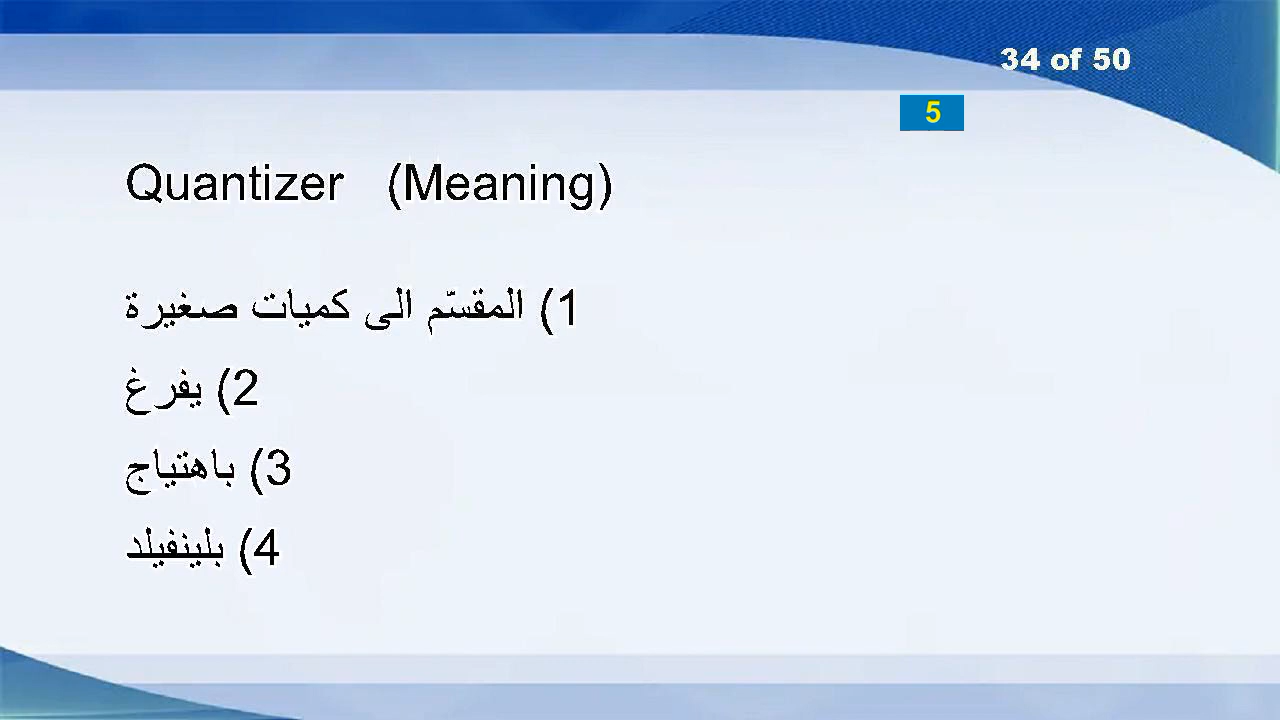 34 of 50
5
Quantizer (Meaning)
1) المقسّم الى كميات صغيرة
2) يفرغ
3) باهتياج
4) بلينفيلد